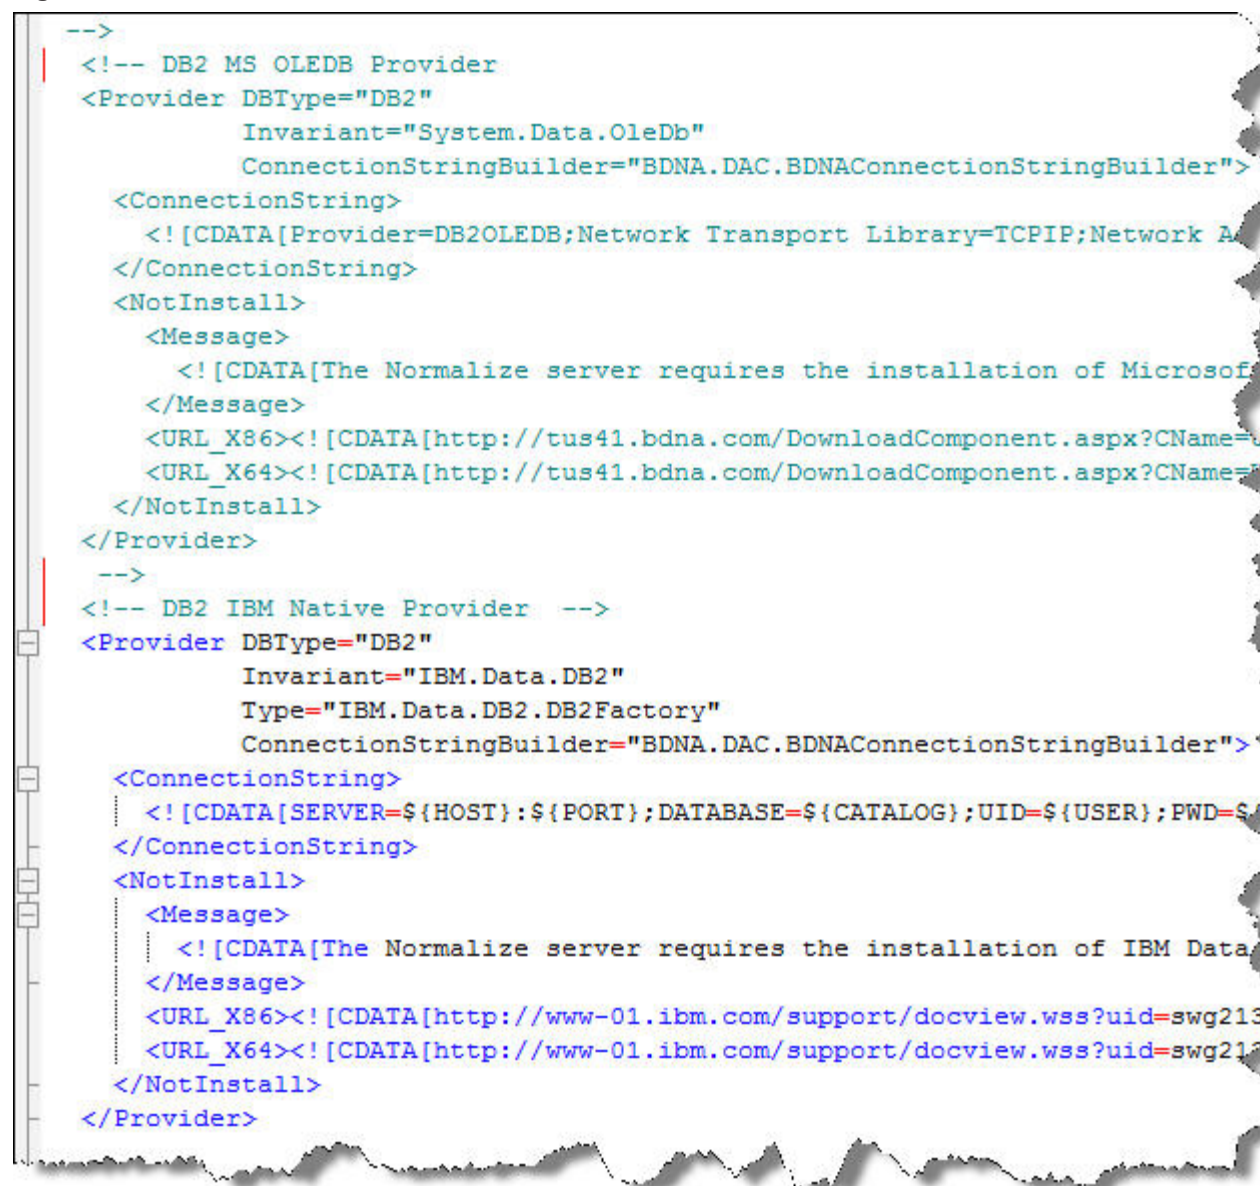 -->
<!-- DB2 MS OLEDB Provider
<Provider DBType="DB2"
Invariant="System.Data.OleDb"
ConnectionStringBuilder="BDNA.DAC.BDNAConnectionStringBuilder">
<ConnectionString>
<![CDATA[Provider=DB2OLEDB;Network Transport Library=TCPIP;Network
</ConnectionString>
<NotInstall>
<Message>
<![CDATA[The Normalize server requires the installation of Microsof
</Message>
<URL_X86><![CDATA[http://tus41.bdna.com/DownloadComponent.aspx?CName=
<URL_X64><![CDATA[http://tus41.bdna.com/DownloadComponent.aspx?CName=
</NotInstall>
</Provider>
-->
<!-- DB2 IBM Native Provider -->
<Provider DBType="DB2"
Invariant="IBM.Data.DB2"
Type="IBM.Data.DB2.DB2Factory"
ConnectionStringBuilder="BDNA.DAC.BDNAConnectionStringBuilder">
<ConnectionString>
<![CDATA[SERVER=${HOST}:${PORT};DATABASE=${CATALOG};UID=${USER};PWD=$
</ConnectionString>
<NotInstall>
<Message>
<![CDATA[The Normalize server requires the installation of IBM Data
</Message>
<URL_X86><![CDATA[http://www-01.ibm.com/support/docview.wss?uid=swg213
<URL_X64><![CDATA[http://www-01.ibm.com/support/docview.wss?uid=swg21
</NotInstall>
</Provider>